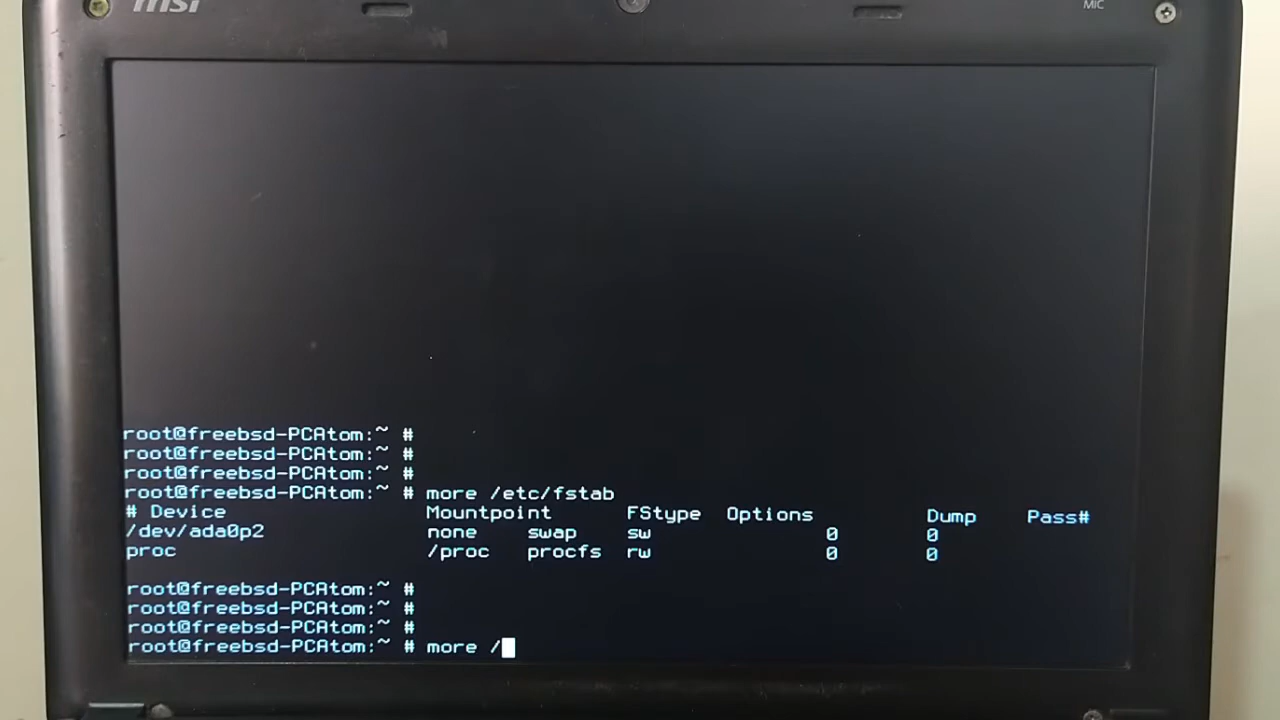 msi
MIC
root@freebsd-PCAtom:~ #
root@freebsd-PCAtom:~ #
root@freebsd-PCAtom:~ #
root@freebsd-PCAtom:~ # more /etc/fstab
# Device Mountpoint FStype Options Dump Pass#
/dev/ada0p2 none swap sw 0 0
proc /proc procfs rw 0 0
root@freebsd-PCAtom:~ #
root@freebsd-PCAtom:~ #
root@freebsd-PCAtom:~ #
root@freebsd-PCAtom:~ # more /